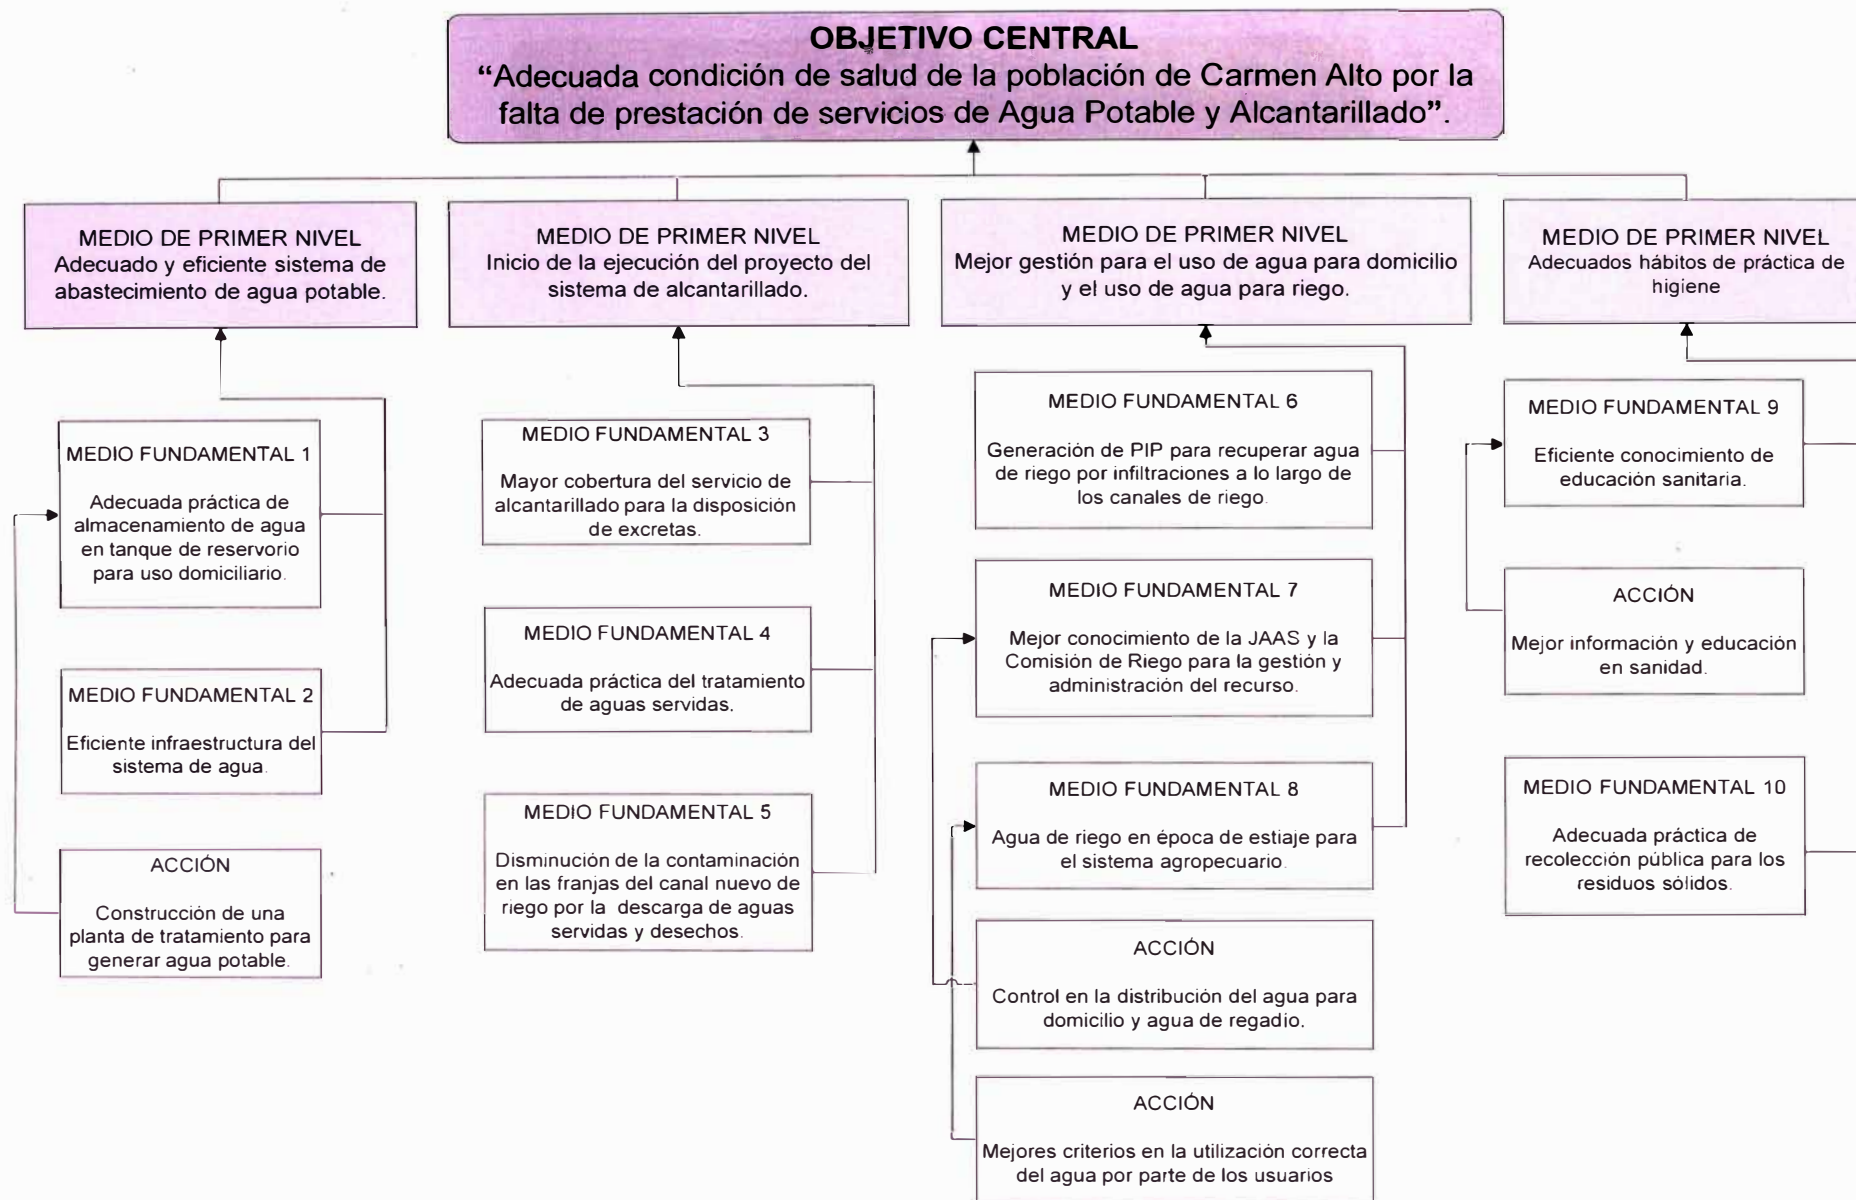 OBJETIVO CENTRAL
“Adecuada condición de salud de la población de Carmen Alto por la
falta de prestación de servicios de Agua Potable y Alcantarillado”.
MEDIO DE PRIMER NIVEL
Adecuado y eficiente sistema de
abastecimiento de agua potable.
MEDIO DE PRIMER NIVEL
Inicio de la ejecución del proyecto del
sistema de alcantarillado.
MEDIO DE PRIMER NIVEL
Mejor gestión para el uso de agua para domicilio
y el uso de agua para riego.
MEDIO DE PRIMER NIVEL
Adecuados hábitos de práctica de
higiene
MEDIO FUNDAMENTAL 1
Adecuada práctica de
almacenamiento de agua
en tanque de reservorio
para uso domiciliario.
MEDIO FUNDAMENTAL 2
Eficiente infraestructura del
sistema de agua.
ACCIÓN
Construcción de una
planta de tratamiento para
generar agua potable.
MEDIO FUNDAMENTAL 3
Mayor cobertura del servicio de
alcantarillado para la disposición
de excretas.
MEDIO FUNDAMENTAL 4
Adecuada práctica del tratamiento
de aguas servidas.
MEDIO FUNDAMENTAL 5
Disminución de la contaminación
en las franjas del canal nuevo de
riego por la descarga de aguas
servidas y desechos.
MEDIO FUNDAMENTAL 6
Generación de PIP para recuperar agua
de riego por infiltraciones a lo largo de
los canales de riego.
MEDIO FUNDAMENTAL 7
Mejor conocimiento de la JAAS y la
Comisión de Riego para la gestión y
administración del recurso.
MEDIO FUNDAMENTAL 8
Agua de riego en época de estiaje para
el sistema agropecuario.
ACCIÓN
Control en la distribución del agua para
domicilio y agua de regadio.
ACCIÓN
Mejores criterios en la utilización correcta
del agua por parte de los usuarios
MEDIO FUNDAMENTAL 9
Eficiente conocimiento de
educación sanitaria.
ACCIÓN
Mejor información y educación
en sanidad.
MEDIO FUNDAMENTAL 10
Adecuada práctica de
recolección pública para los
residuos sólidos.